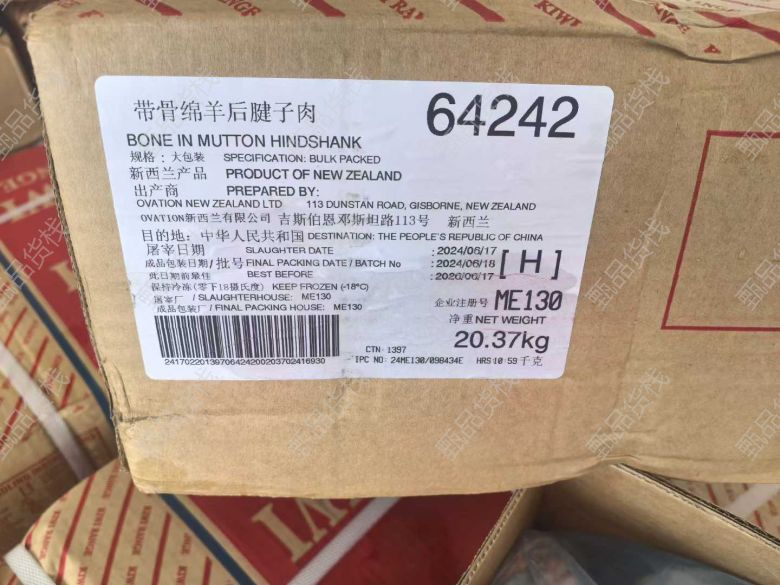 KIWI RANGE
带骨绵羊后腱子肉
64242
BONE IN MUTTON HINDSHANK
规格：大包装 SPECIFICATION: BULK PACKED
新西兰产品 PRODUCT OF NEW ZEALAND
出产商 PREPARED BY:
OVATION NEW ZEALAND LTD 113 DUNSTAN ROAD, GISBORNE, NEW ZEALAND
OVATION新西兰有限公司 吉斯伯恩邓斯坦路113号 新西兰
目的地：中华人民共和国 DESTINATION: THE PEOPLE'S REPUBLIC OF CHINA
屠宰日期 SLAUGHTER DATE :2024/06/17
成品包装日期/批号 FINAL PACKING DATE / BATCH No :2024/06/18
此日期前最佳 BEST BEFORE :2026/06/17
[H]
保持冷冻(零下18摄氏度) KEEP FROZEN (-18°C)
屠宰厂 / SLAUGHTERHOUSE: ME130
企业注册号 ME130
成品包装厂 / FINAL PACKING HOUSE: ME130
净重 NET WEIGHT
20.37kg
CTN: 1397
24170220139706424200203702416930
IPC NO: 24ME130/098434E HRS 10:59 千克
KIWI RANGE
甄品货栈